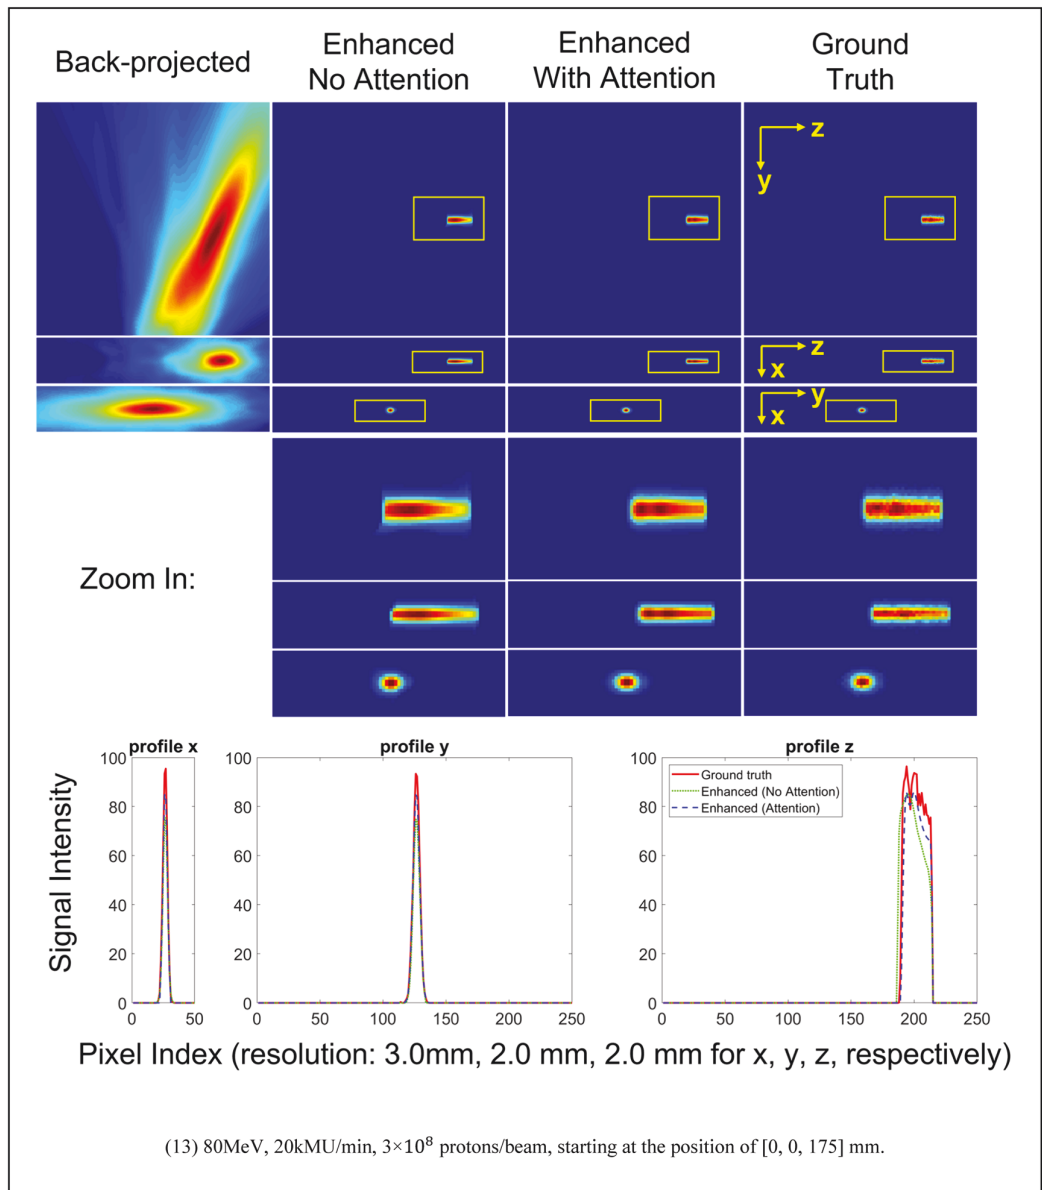 Back-projected
Enhanced
No Attention
Enhanced
With Attention
Ground
Truth
z
y
z
x
y
x
Zoom In:
profile x
profile y
profile z
Signal Intensity
100
80
60
40
20
0
0
50
100
80
60
40
20
0
0
50
100
150
200
250
100
80
60
40
20
0
0
50
100
150
200
250
Ground truth
Enhanced (No Attention)
Enhanced (Attention)
Pixel Index (resolution: 3.0mm, 2.0 mm, 2.0 mm for x, y, z, respectively)
(13) 80MeV, 20kMU/min, 3×10⁸ protons/beam, starting at the position of [0, 0, 175] mm.